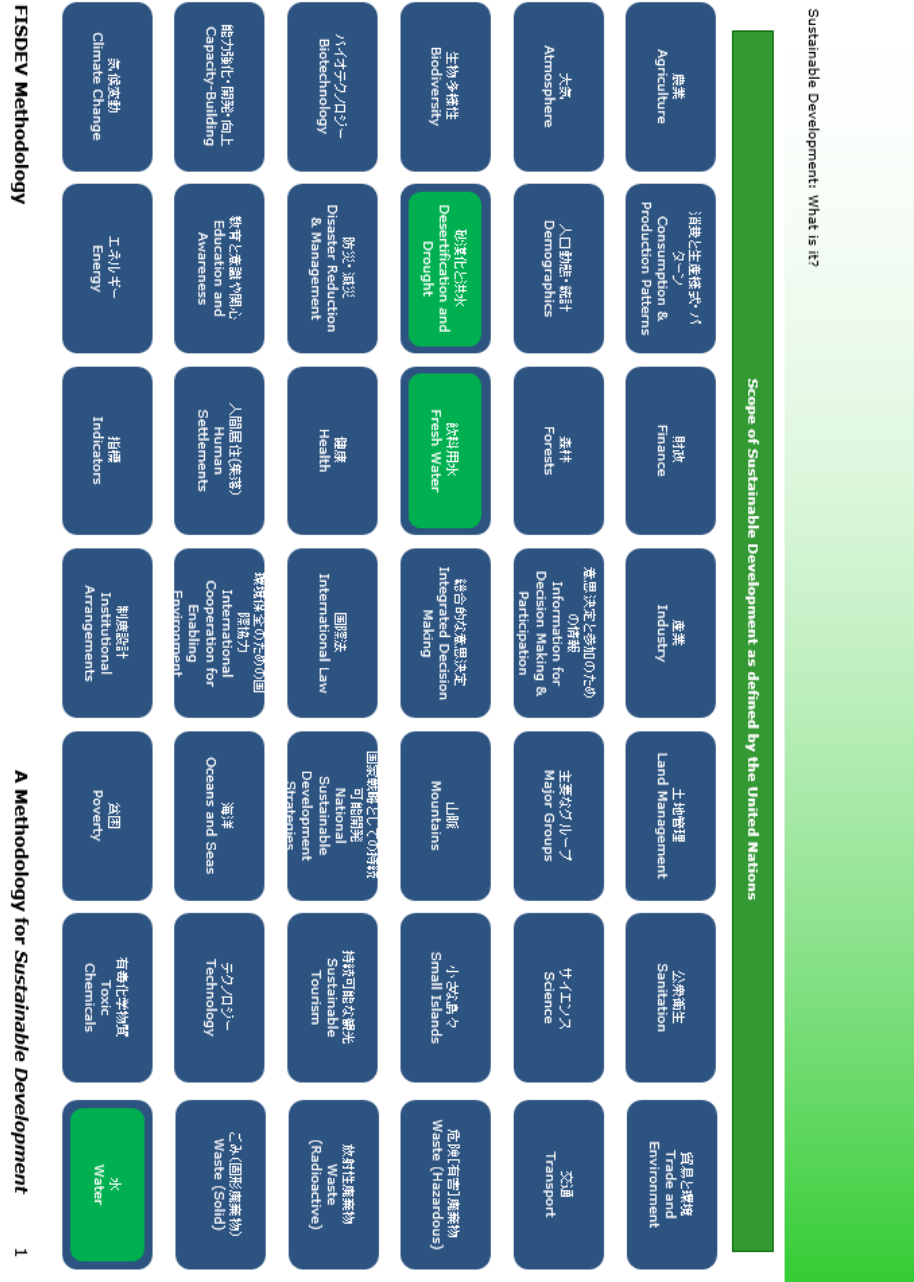 Sustainable Development: What is it?
Scope of Sustainable Development as defined by the United Nations
農業
Agriculture
消費と生産様式・パ
ターン
Consumption &
Production Patterns
財政
Finance
産業
Industry
土地管理
Land Management
公衆衛生
Sanitation
貿易と環境
Trade and
Environment
大気
Atmosphere
人口動態・統計
Demographics
森林
Forests
意思決定と参加のため
の情報
Information for
Decision Making &
Participation
主要なグループ
Major Groups
サイエンス
Science
交通
Transport
生物多様性
Biodiversity
砂漠化と洪水
Desertification and
Drought
飲料用水
Fresh Water
総合的な意思決定
Integrated Decision
Making
山脈
Mountains
小さな島々
Small Islands
危険[有害]廃棄物
Waste (Hazardous)
バイオテクノロジー
Biotechnology
防災・減災
Disaster Reduction
& Management
健康
Health
国際法
International Law
国家戦略としての持続
可能開発
National
Sustainable
Development
Strategies
持続可能な観光
Sustainable
Tourism
放射性廃棄物
Waste
(Radioactive)
能力強化・開発・向上
Capacity-Building
教育と意識や関心
Education and
Awareness
人間居住(集落)
Human
Settlements
環境保全のための国
際協力
International
Cooperation for
Enabling
Environment
海洋
Oceans and Seas
テクノロジー
Technology
ごみ(固形廃棄物)
Waste (Solid)
気候変動
Climate Change
エネルギー
Energy
指標
Indicators
制度設計
Institutional
Arrangements
貧困
Poverty
有毒化学物質
Toxic
Chemicals
水
Water
FISDEV Methodology
A Methodology for Sustainable Development
1